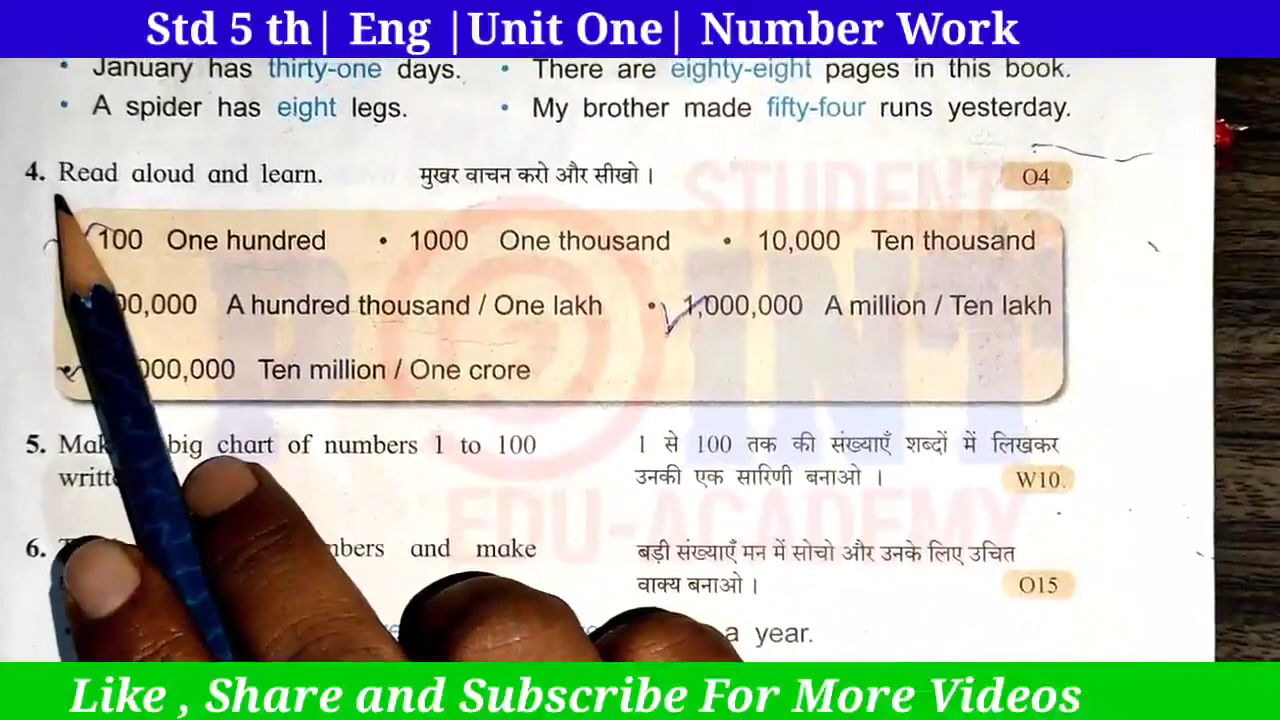 Std 5 th| Eng |Unit One| Number Work
• January has thirty-one days. • There are eighty-eight pages in this book.
• A spider has eight legs. • My brother made fifty-four runs yesterday.
4. Read aloud and learn. मुखर वाचन करो और सीखो । O4
100 One hundred • 1000 One thousand • 10,000 Ten thousand
00,000 A hundred thousand / One lakh • 1,000,000 A million / Ten lakh
000,000 Ten million / One crore
5. big chart of numbers 1 to 100 1 से 100 तक की संख्याएँ शब्दों में लिखकर
उनकी एक सारिणी बनाओ । W10.
6. and make बड़ी संख्याएँ मन में सोचो और उनके लिए उचित
वाक्य बनाओ । O15
a year.
STUDENT
POINT
EDU-ACADEMY
Like , Share and Subscribe For More Videos